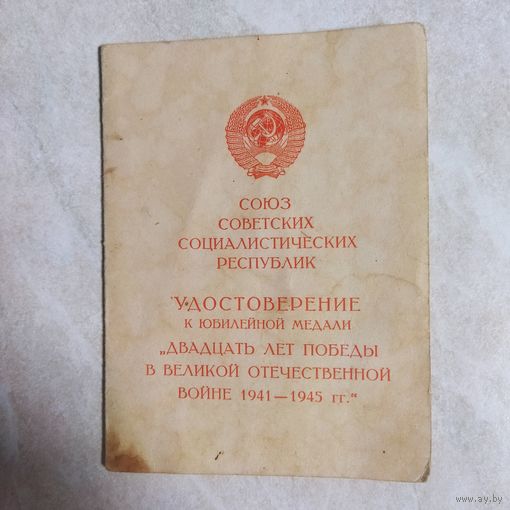 СОЮЗ
СОВЕТСКИХ
СОЦИАЛИСТИЧЕСКИХ
РЕСПУБЛИК
УДОСТОВЕРЕНИЕ
К ЮБИЛЕЙНОЙ МЕДАЛИ
„ДВАДЦАТЬ ЛЕТ ПОБЕДЫ
В ВЕЛИКОЙ ОТЕЧЕСТВЕННОЙ
ВОЙНЕ 1941—1945 гг.“
www.ay.by